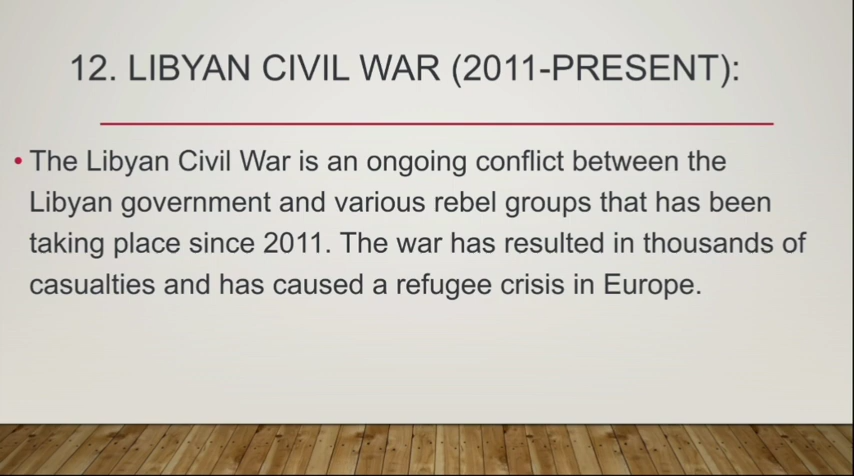 12. LIBYAN CIVIL WAR (2011-PRESENT):
• The Libyan Civil War is an ongoing conflict between the
Libyan government and various rebel groups that has been
taking place since 2011. The war has resulted in thousands of
casualties and has caused a refugee crisis in Europe.